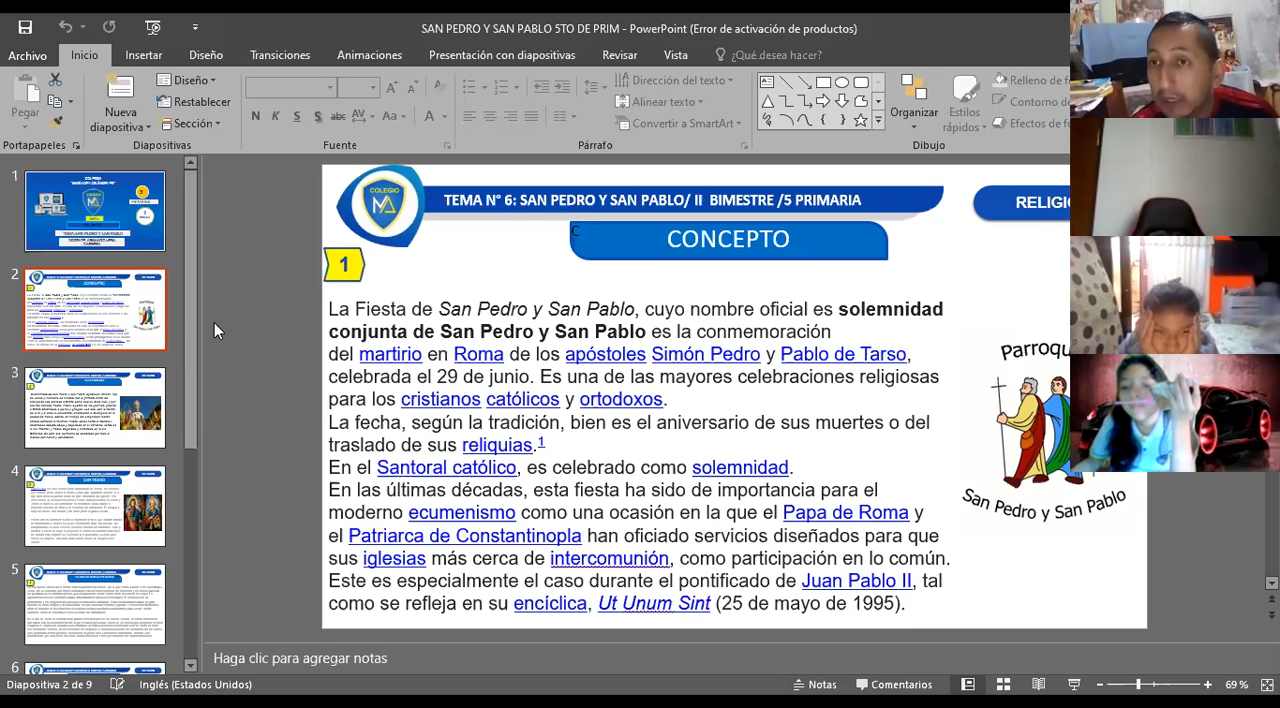 SAN PEDRO Y SAN PABLO 5TO DE PRIM - PowerPoint (Error de activación de productos)
Archivo Inicio Insertar Diseño Transiciones Animaciones Presentación con diapositivas Revisar Vista ¿Qué desea hacer?
Pegar
Nueva diapositiva
Diseño
Restablecer
Sección
N K S S abc AV Aa A
Dirección del texto
Alinear texto
Convertir a SmartArt
Organizar
Estilos rápidos
Relleno de
Contorno
Efectos de
Portapapeles Diapositivas Fuente Párrafo Dibujo
1
2
3
4
5
6
COLEGIO
MA
TEMA N° 6: SAN PEDRO Y SAN PABLO/ II BIMESTRE /5 PRIMARIA
RELIGIO
C
CONCEPTO
1
La Fiesta de San Pedro y San Pablo, cuyo nombre oficial es solemnidad
conjunta de San Pedro y San Pablo es la conmemoración
del martirio en Roma de los apóstoles Simón Pedro y Pablo de Tarso,
celebrada el 29 de junio. Es una de las mayores celebraciones religiosas
para los cristianos católicos y ortodoxos.
La fecha, según la tradición, bien es el aniversario de sus muertes o del
traslado de sus reliquias.1
En el Santoral católico, es celebrado como solemnidad.
En las últimas décadas, esta fiesta ha sido de importancia para el
moderno ecumenismo como una ocasión en la que el Papa de Roma y
el Patriarca de Constantinopla han oficiado servicios diseñados para que
sus iglesias más cerca de intercomunión, como participación en lo común.
Este es especialmente el caso durante el pontificado de Juan Pablo II, tal
como se refleja en su encíclica, Ut Unum Sint (25 de mayo de 1995).
Parroqu
San Pedro y San Pablo
Haga clic para agregar notas
Diapositiva 2 de 9 Inglés (Estados Unidos) Notas Comentarios 69 %